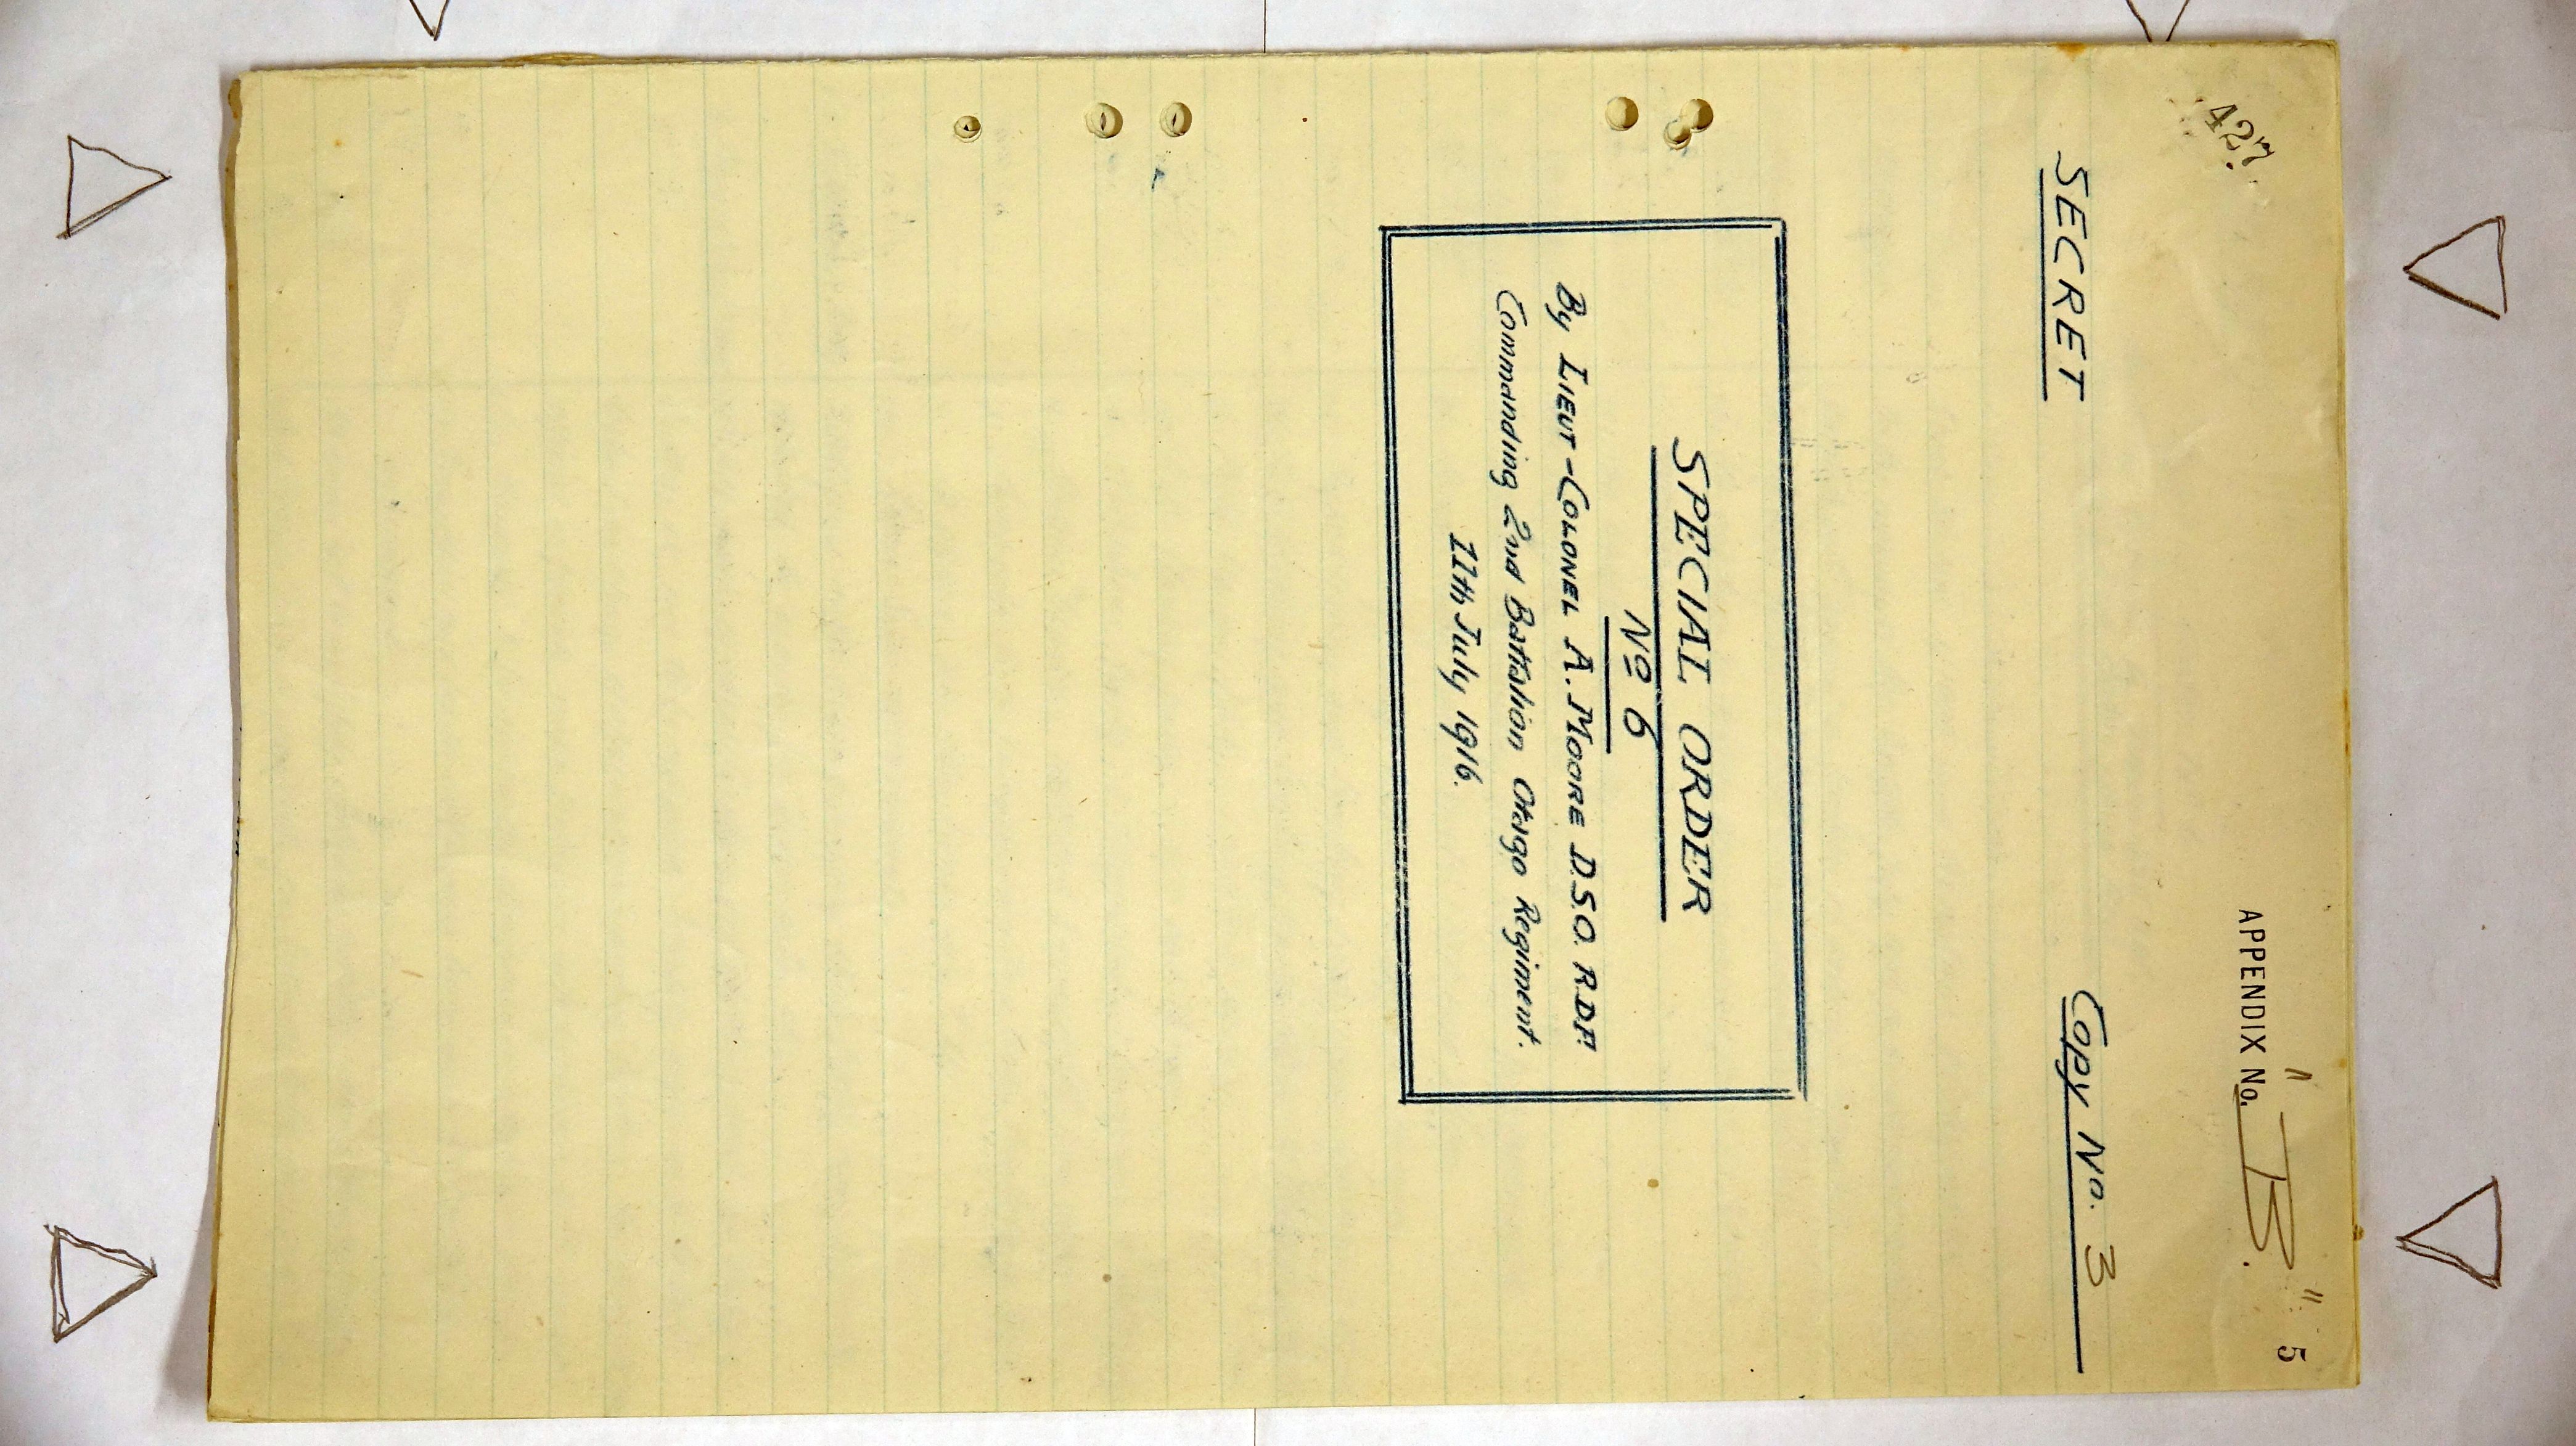 427.
APPENDIX No. "B." 5
SECRET Copy No. 3
SPECIAL ORDER
No 6
By LIEUT-COLONEL A. MOORE D.S.O. R.D.F.
Commanding 2nd Battalion Otago Regiment.
11th July 1916.